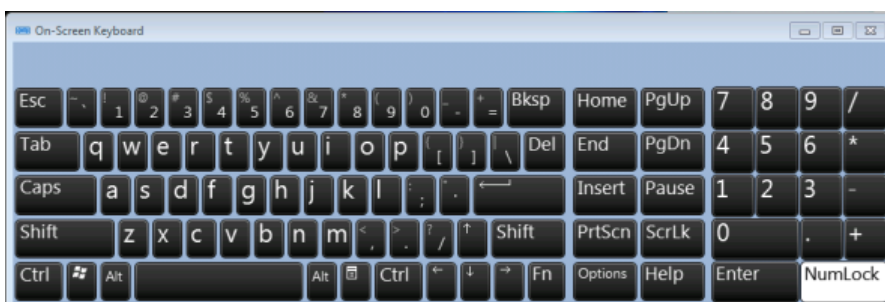 On-Screen Keyboard
Esc ~ ` ! 1 @ 2 # 3 $ 4 % 5 ^ 6 & 7 * 8 ( 9 ) 0 _ - + = Bksp Home PgUp 7 8 9 /
Tab q w e r t y u i o p { [ } ] | \ Del End PgDn 4 5 6 *
Caps a s d f g h j k l : ; " ' Insert Pause 1 2 3 -
Shift z x c v b n m < , > . ? / ↑ Shift PrtScn ScrLk 0 . +
Ctrl Alt Alt Ctrl ← ↓ → Fn Options Help Enter NumLock